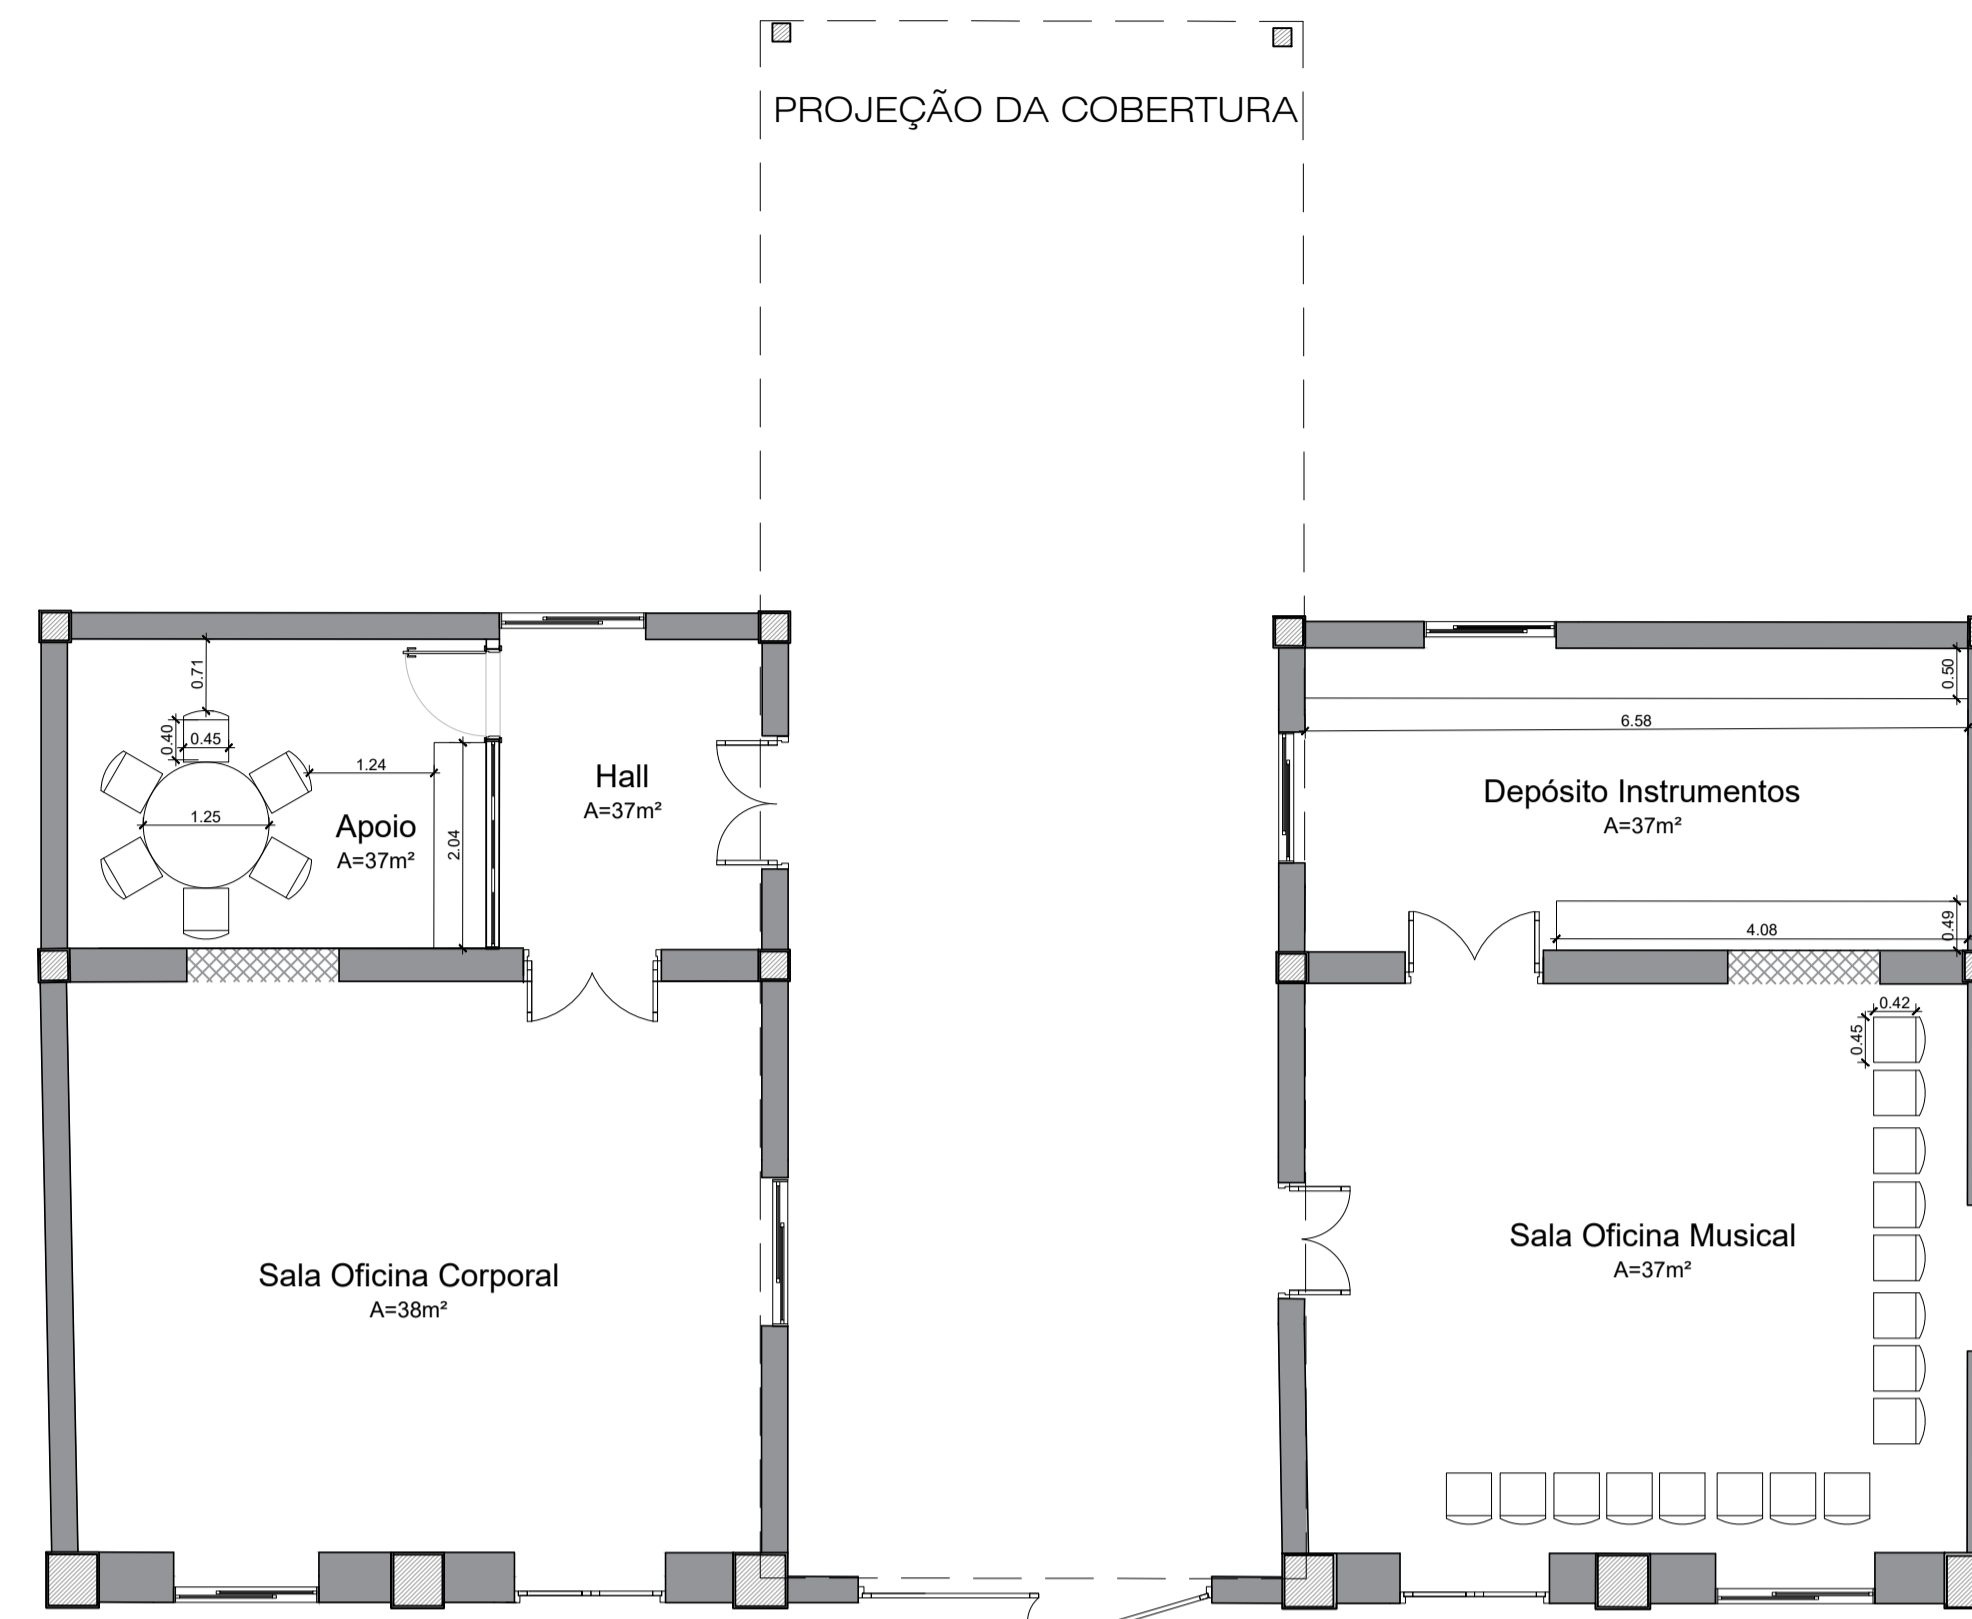 PROJEÇÃO DA COBERTURA
0.71
0.40
0.45
1.24
1.25
Apoio
A=37m²
2.04
Hall
A=37m²
0.50
6.58
Depósito Instrumentos
A=37m²
4.08
0.49
0.42
0.45
Sala Oficina Corporal
A=38m²
Sala Oficina Musical
A=37m²